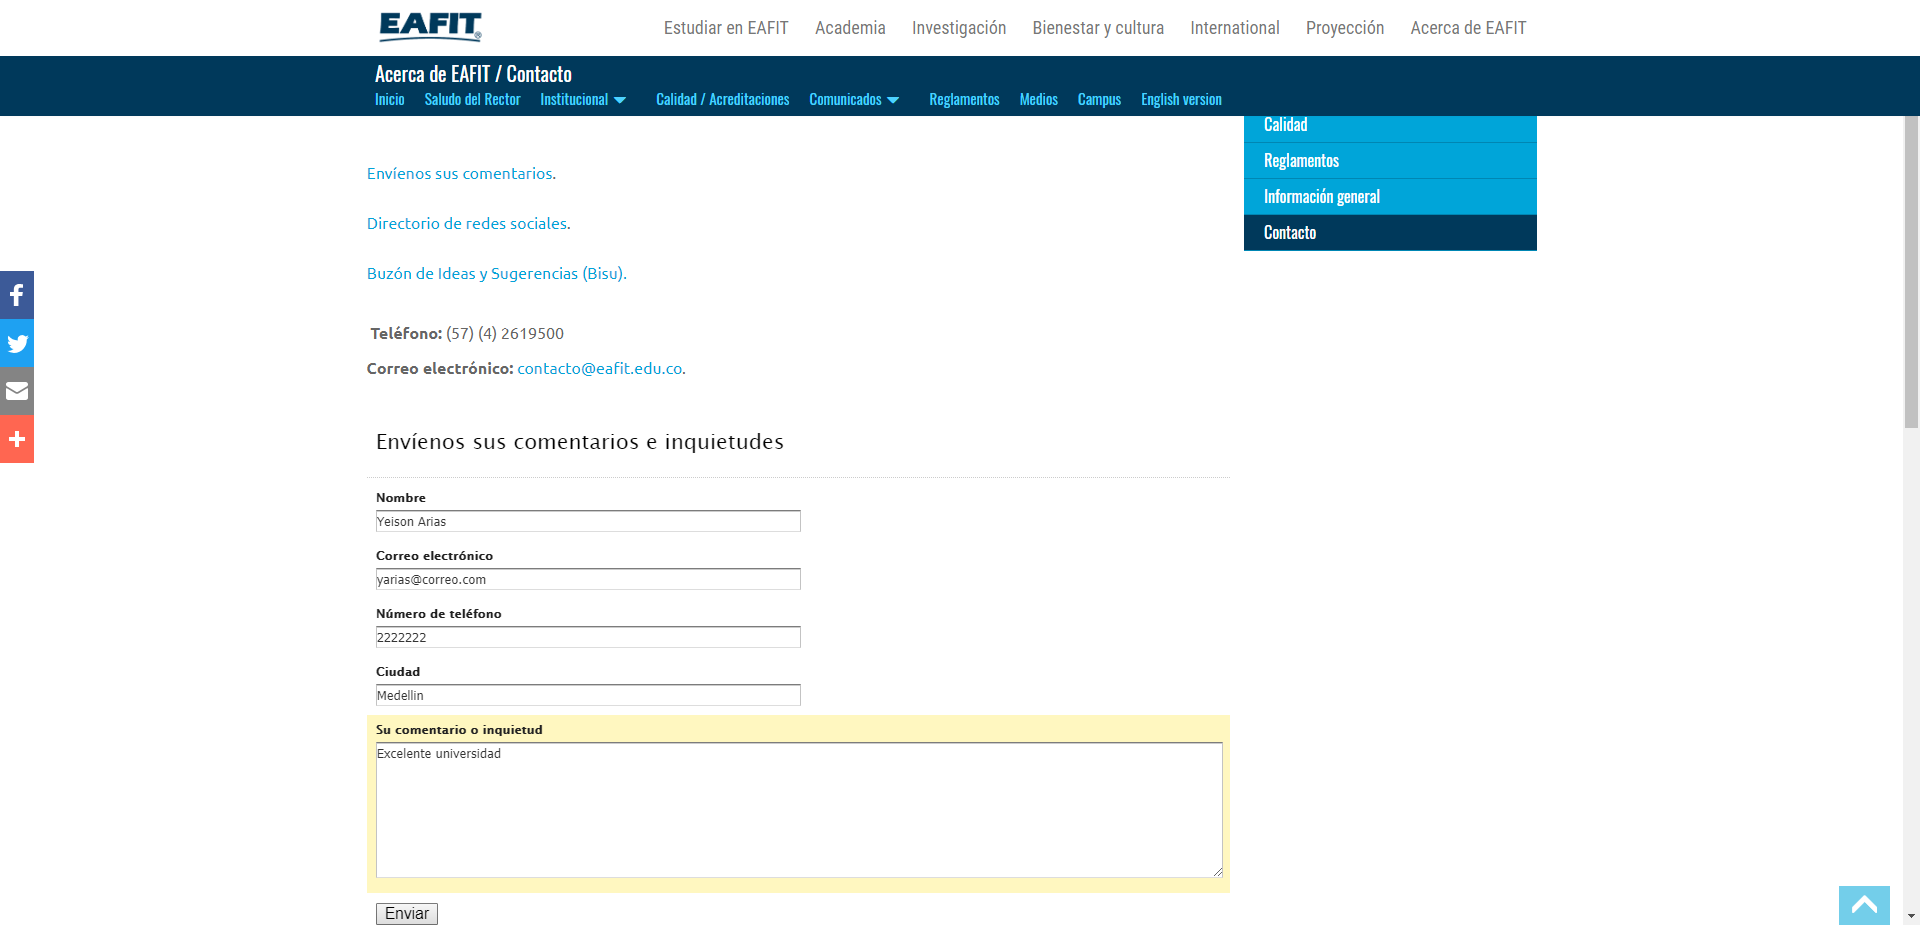 EAFIT®
Estudiar en EAFIT Academia Investigación Bienestar y cultura International Proyección Acerca de EAFIT
Acerca de EAFIT / Contacto
Inicio Saludo del Rector Institucional Calidad / Acreditaciones Comunicados Reglamentos Medios Campus English version
Calidad
Reglamentos
Información general
Contacto
Envíenos sus comentarios.
Directorio de redes sociales.
Buzón de Ideas y Sugerencias (Bisu).
Teléfono: (57) (4) 2619500
Correo electrónico: contacto@eafit.edu.co.
Envíenos sus comentarios e inquietudes
Nombre
Yeison Arias
Correo electrónico
yarias@correo.com
Número de teléfono
2222222
Ciudad
Medellin
Su comentario o inquietud
Excelente universidad
Enviar